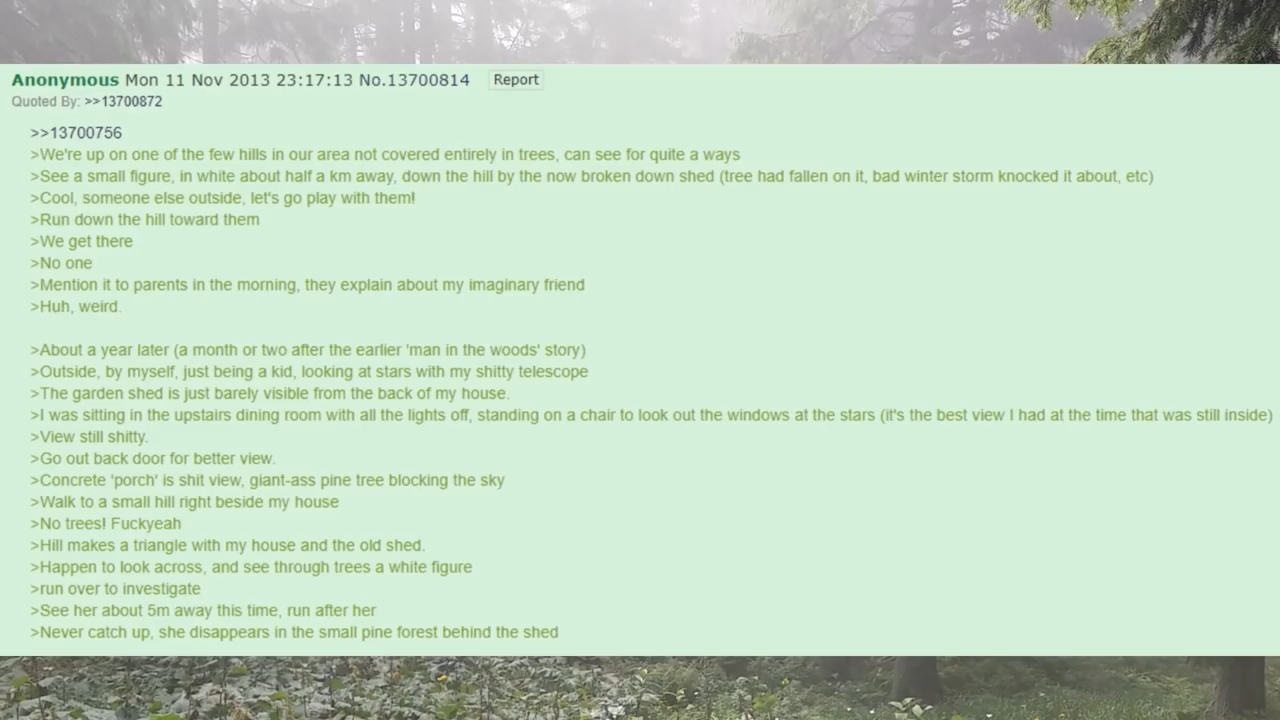 Anonymous Mon 11 Nov 2013 23:17:13 No.13700814 Report
Quoted By: >>13700872
>>13700756
>We're up on one of the few hills in our area not covered entirely in trees, can see for quite a ways
>See a small figure, in white about half a km away, down the hill by the now broken down shed (tree had fallen on it, bad winter storm knocked it about, etc)
>Cool, someone else outside, let's go play with them!
>Run down the hill toward them
>We get there
>No one
>Mention it to parents in the morning, they explain about my imaginary friend
>Huh, weird.
>About a year later (a month or two after the earlier 'man in the woods' story)
>Outside, by myself, just being a kid, looking at stars with my shitty telescope
>The garden shed is just barely visible from the back of my house.
>I was sitting in the upstairs dining room with all the lights off, standing on a chair to look out the windows at the stars (it's the best view I had at the time that was still inside)
>View still shitty.
>Go out back door for better view.
>Concrete 'porch' is shit view, giant-ass pine tree blocking the sky
>Walk to a small hill right beside my house
>No trees! Fuckyeah
>Hill makes a triangle with my house and the old shed.
>Happen to look across, and see through trees a white figure
>run over to investigate
>See her about 5m away this time, run after her
>Never catch up, she disappears in the small pine forest behind the shed